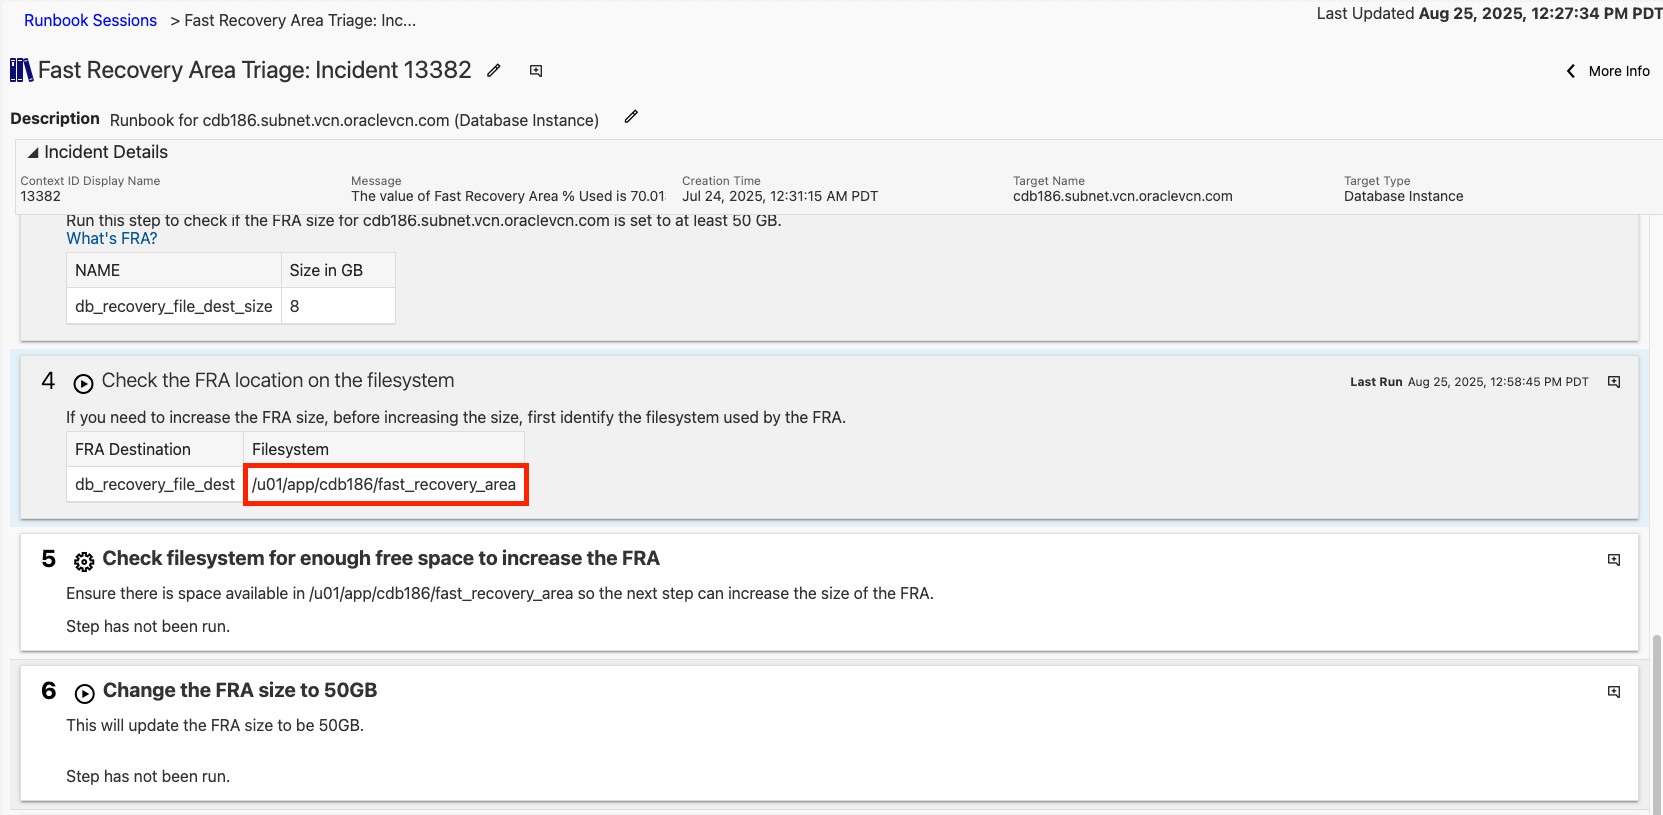 Runbook Sessions > Fast Recovery Area Triage: Inc...
Last Updated Aug 25, 2025, 12:27:34 PM PDT
Fast Recovery Area Triage: Incident 13382
More Info
Description Runbook for cdb186.subnet.vcn.oraclevcn.com (Database Instance)
Incident Details
Context ID Display Name
13382
Message
The value of Fast Recovery Area % Used is 70.01
Creation Time
Jul 24, 2025, 12:31:15 AM PDT
Target Name
cdb186.subnet.vcn.oraclevcn.com
Target Type
Database Instance
Run this step to check if the FRA size for cdb186.subnet.vcn.oraclevcn.com is set to at least 50 GB.
What's FRA?
NAME Size in GB
db_recovery_file_dest_size 8
4 Check the FRA location on the filesystem
Last Run Aug 25, 2025, 12:58:45 PM PDT
If you need to increase the FRA size, before increasing the size, first identify the filesystem used by the FRA.
FRA Destination Filesystem
db_recovery_file_dest /u01/app/cdb186/fast_recovery_area
5 Check filesystem for enough free space to increase the FRA
Ensure there is space available in /u01/app/cdb186/fast_recovery_area so the next step can increase the size of the FRA.
Step has not been run.
6 Change the FRA size to 50GB
This will update the FRA size to be 50GB.
Step has not been run.